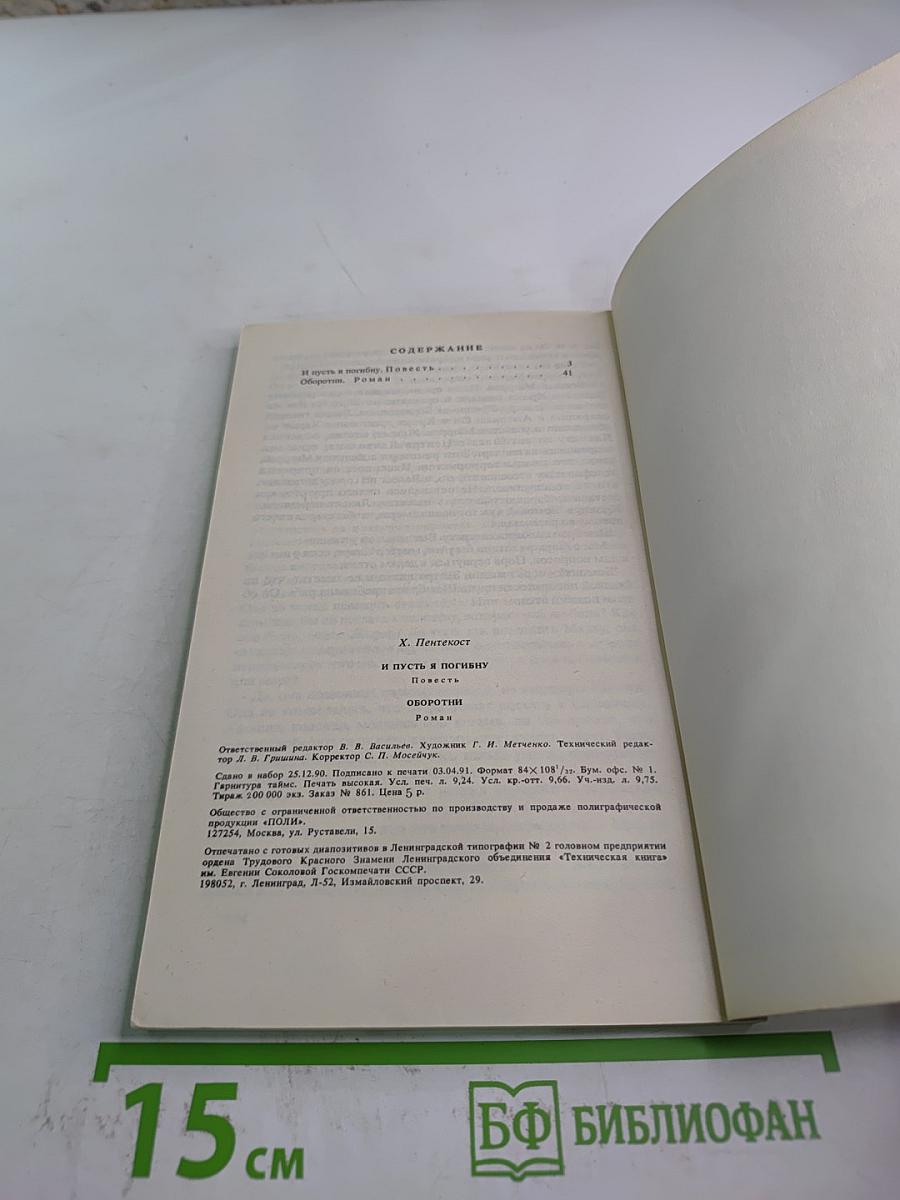 СОДЕРЖАНИЕ
И пусть я погибну. Повесть . . . . . . . . . . 3
Оборотни. Роман . . . . . . . . . . . . . 41
Х. Пентекост
И ПУСТЬ Я ПОГИБНУ
Повесть
ОБОРОТНИ
Роман
Ответственный редактор В. В. Васильев. Художник Г. И. Метченко. Технический редак-
тор Л. В. Гришина. Корректор С. П. Мосейчук.
Сдано в набор 25.12.90. Подписано к печати 03.04.91. Формат 84×108¹/₃₂. Бум. офс. № 1.
Гарнитура таймс. Печать высокая. Усл. печ. л. 9,24. Усл. кр.-отт. 9,66. Уч.-изд. л. 9,75.
Тираж 200 000 экз. Заказ № 861. Цена 5 р.
Общество с ограниченной ответственностью по производству и продаже полиграфической
продукции «ПОЛИ».
127254, Москва, ул. Руставели, 15.
Отпечатано с готовых диапозитивов в Ленинградской типографии № 2 головном предприятии
ордена Трудового Красного Знамени Ленинградского объединения «Техническая книга»
им. Евгении Соколовой Госкомпечати СССР.
198052, г. Ленинград, Л-52, Измайловский проспект, 29.
15 см
БФ БИБЛИОФАН